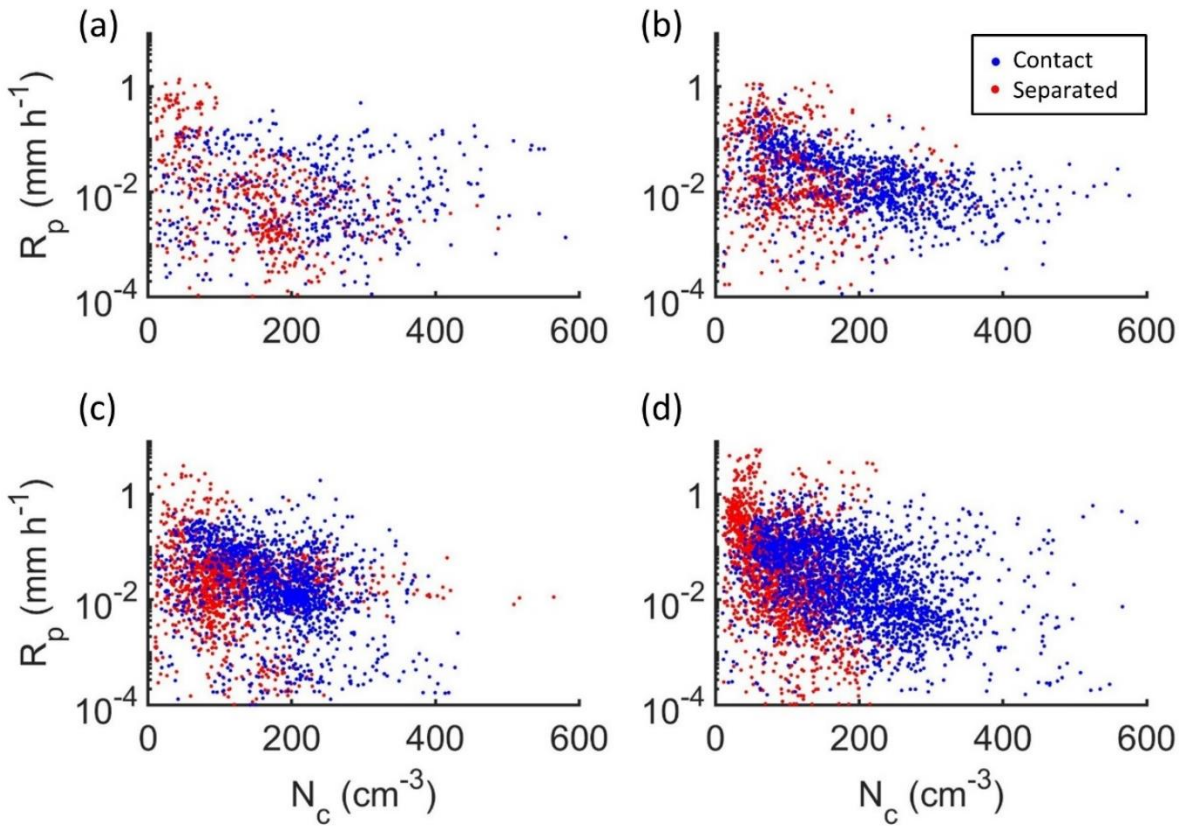 (a)
R_p (mm h^-1)
1
10^-2
10^-4
0 200 400 600
(b)
Contact
Separated
1
10^-2
10^-4
0 200 400 600
(c)
R_p (mm h^-1)
1
10^-2
10^-4
0 200 400 600
N_c (cm^-3)
(d)
1
10^-2
10^-4
0 200 400 600
N_c (cm^-3)